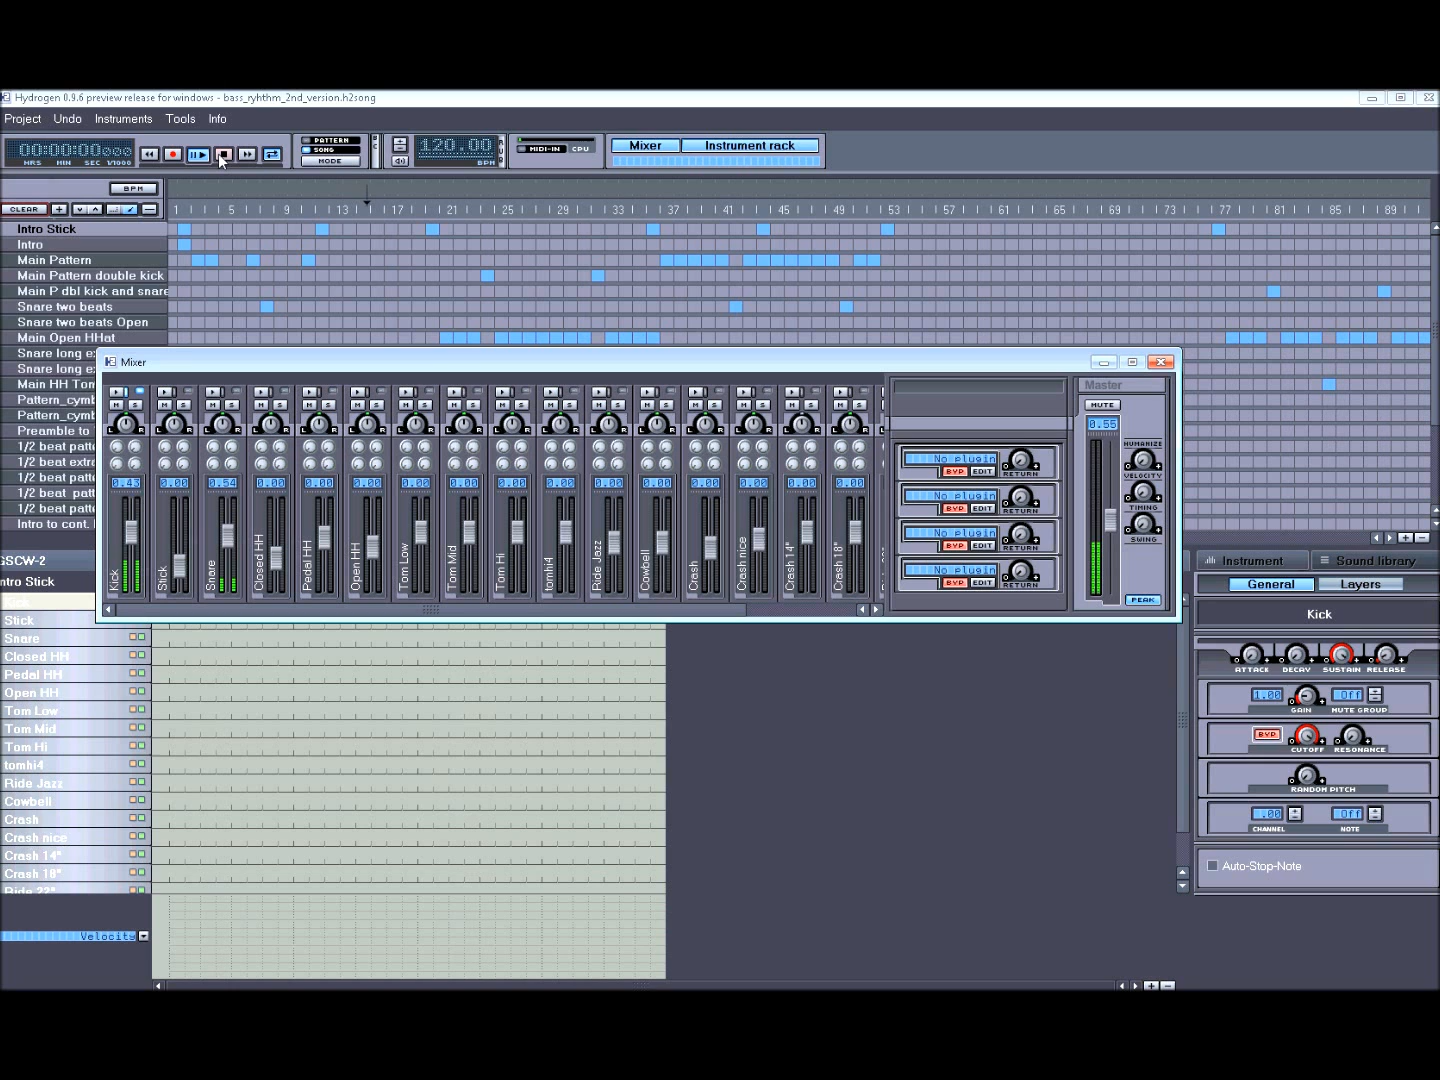 Hydrogen 0.9.6 preview release for windows - bass_ryhthm_2nd_version.h2song
Project Undo Instruments Tools Info
00:00:00:000
HRS MIN SEC 1/1000
PATTERN
SONG
MODE
120.00
BPM
MIDI-IN CPU
Mixer Instrument rack
BPM
CLEAR
1 5 9 13 17 21 25 29 33 37 41 45 49 53 57 61 65 69 73 77 81 85 89
Intro Stick
Intro
Main Pattern
Main Pattern double kick
Main P dbl kick and snare
Snare two beats
Snare two beats Open
Main Open HHat
Snare long e
Snare long e
Main HH Tom
Pattern_cymb
Pattern_cymb
Preamble to
1/2 beat patte
1/2 beat extra
1/2 beat patte
1/2 beat patt
1/2 beat patte
Intro to cont.
Mixer
M S M S M S M S M S M S M S M S M S M S M S M S M S M S M S M S
L R L R L R L R L R L R L R L R L R L R L R L R L R L R L R L R
0.43 0.00 0.54 0.00 0.00 0.00 0.00 0.00 0.00 0.00 0.00 0.00 0.00 0.00 0.00 0.00
Kick
Stick
Snare
Closed HH
Pedal HH
Open HH
Tom Low
Tom Mid
Tom Hi
tomhi4
Ride Jazz
Cowbell
Crash
Crash nice
Crash 14"
Crash 18"
No plugin
BYP EDIT RETURN
No plugin
BYP EDIT RETURN
No plugin
BYP EDIT RETURN
No plugin
BYP EDIT RETURN
Master
MUTE
0.55
HUMANIZE
VELOCITY
TIMING
SWING
PEAK
GSCW-2
ntro Stick
Kick
Stick
Snare
Closed HH
Pedal HH
Open HH
Tom Low
Tom Mid
Tom Hi
tomhi4
Ride Jazz
Cowbell
Crash
Crash nice
Crash 14"
Crash 18"
Ride 22"
Velocity
Instrument Sound library
General Layers
Kick
ATTACK DECAY SUSTAIN RELEASE
1.00 Off
GAIN MUTE GROUP
BYP
CUTOFF RESONANCE
RANDOM PITCH
.00 Off
CHANNEL NOTE
Auto-Stop-Note